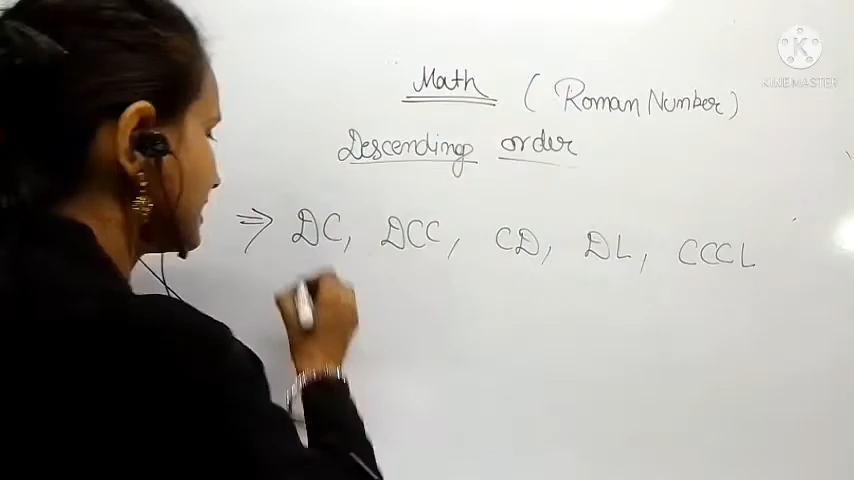 K
KINEMASTER
Math ( Roman Number )
Descending order
⇒ DC, DCC, CD, DL, CCCL